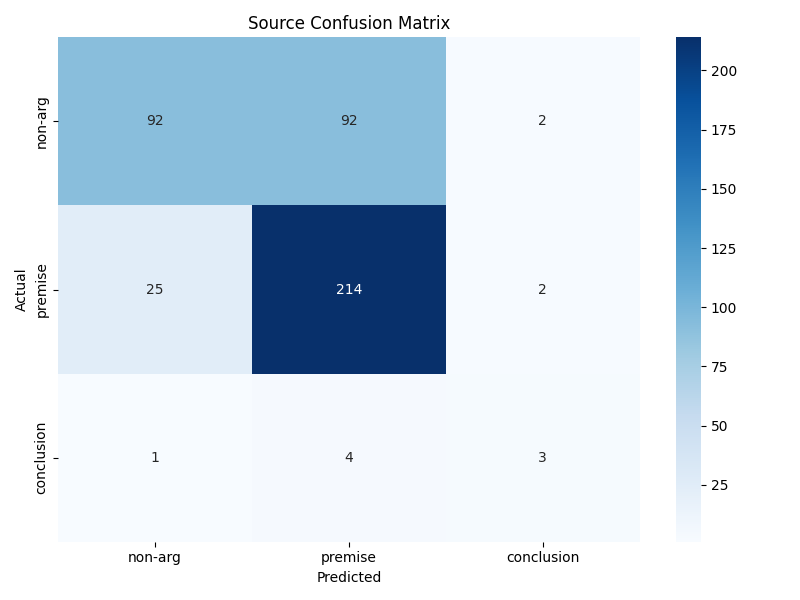 Source Confusion Matrix
non-arg
92
92
2
premise
25
214
2
conclusion
1
4
3
Actual
non-arg
premise
conclusion
Predicted
200
175
150
125
100
75
50
25